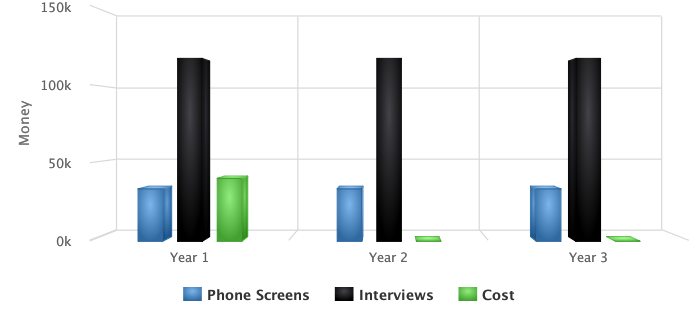 150k
100k
50k
0k
Money
Year 1
Year 2
Year 3
Phone Screens
Interviews
Cost